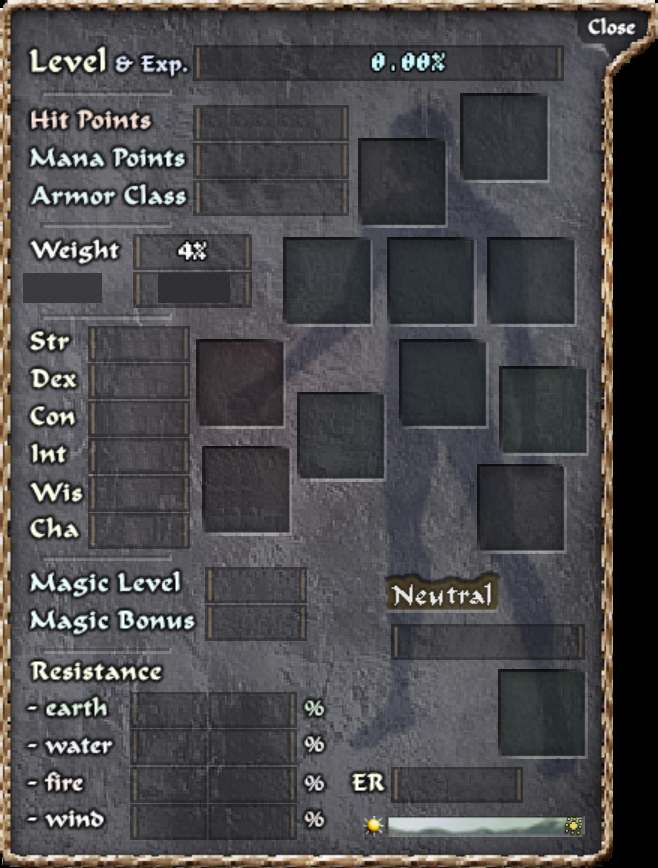 Close
Level & Exp. 0.00%
Hit Points
Mana Points
Armor Class
Weight 4%
Str
Dex
Con
Int
Wis
Cha
Magic Level
Magic Bonus
Neutral
Resistance
- earth %
- water %
- fire %
ER
- wind %